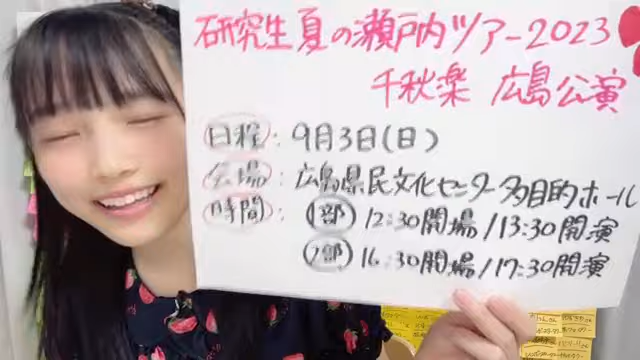 研究生夏の瀬戸内ツアー2023
千秋楽 広島公演
日程:9月3日(日)
会場:広島県民文化センター多目的ホール
時間:1部 12:30開場/13:30開演
2部 16:30開場/17:30開演